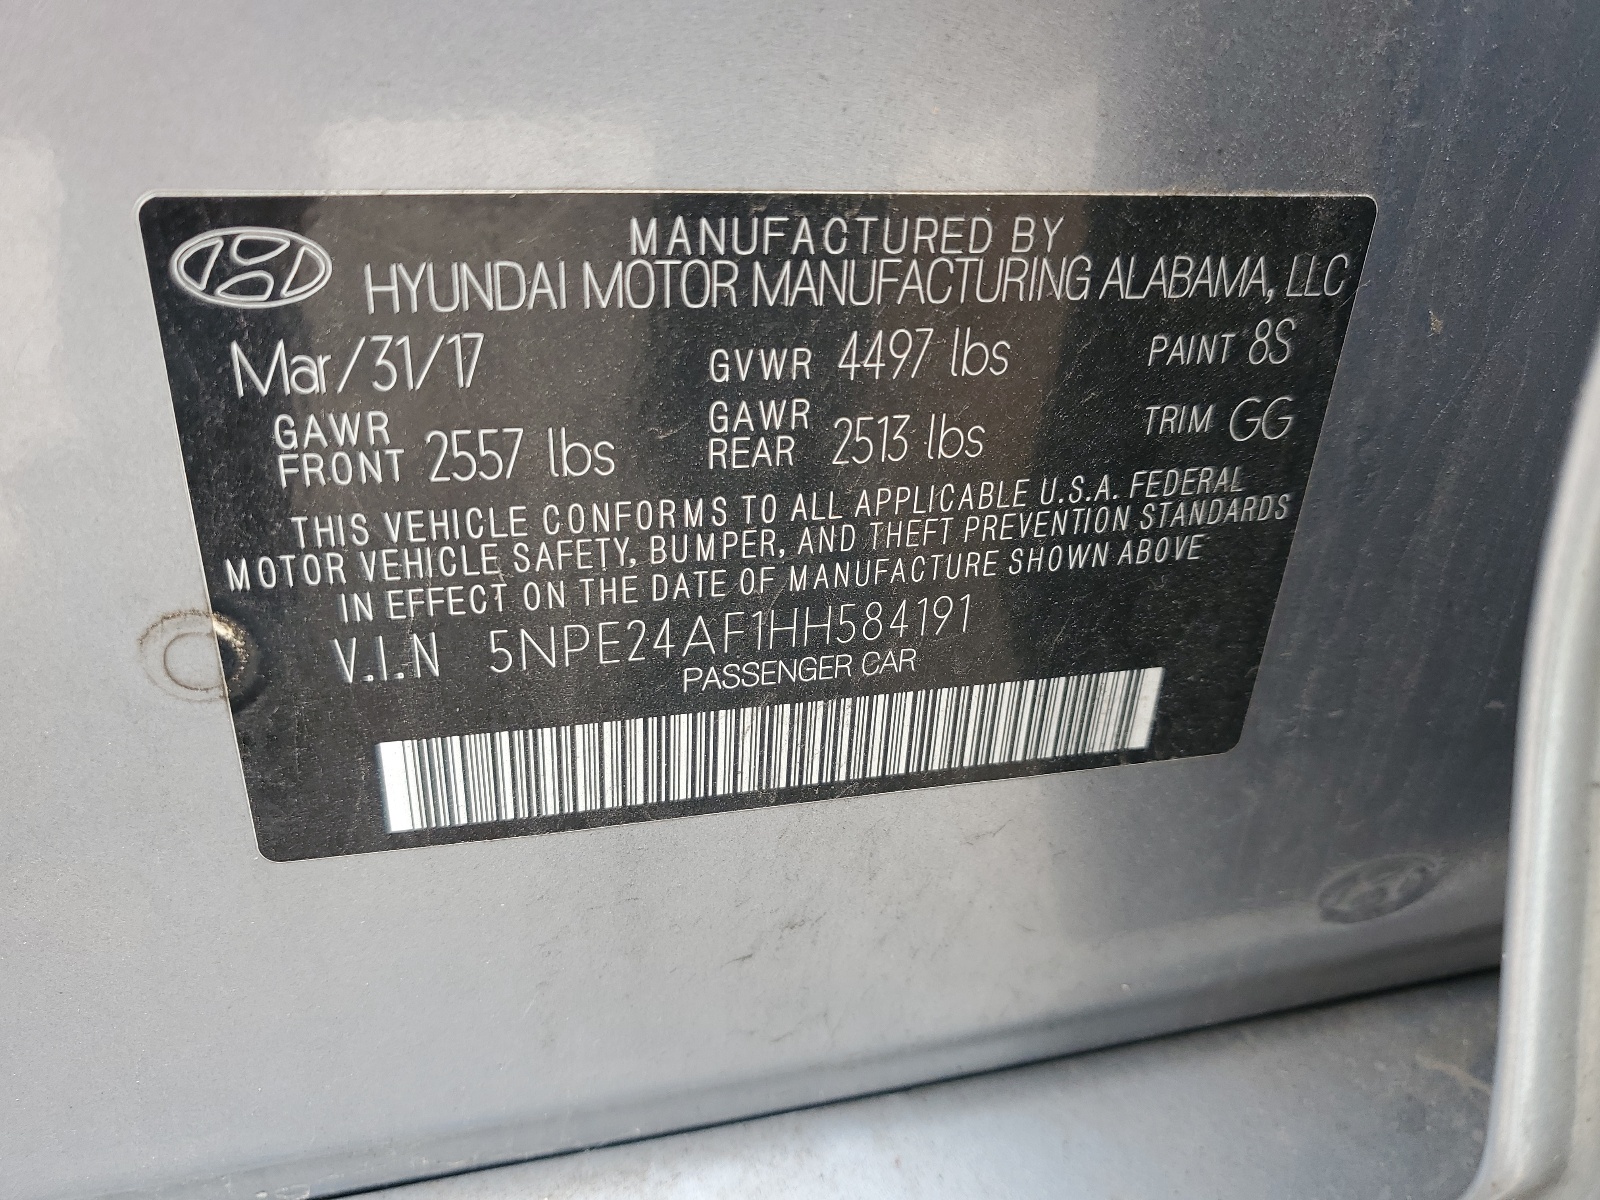 MANUFACTURED BY
HYUNDAI MOTOR MANUFACTURING ALABAMA, LLC
Mar/31/17 GVWR 4497 lbs PAINT 8S
GAWR FRONT 2557 lbs GAWR REAR 2513 lbs TRIM GG
THIS VEHICLE CONFORMS TO ALL APPLICABLE U.S.A. FEDERAL
MOTOR VEHICLE SAFETY, BUMPER, AND THEFT PREVENTION STANDARDS
IN EFFECT ON THE DATE OF MANUFACTURE SHOWN ABOVE
V.I.N 5NPE24AF1HH584191
PASSENGER CAR